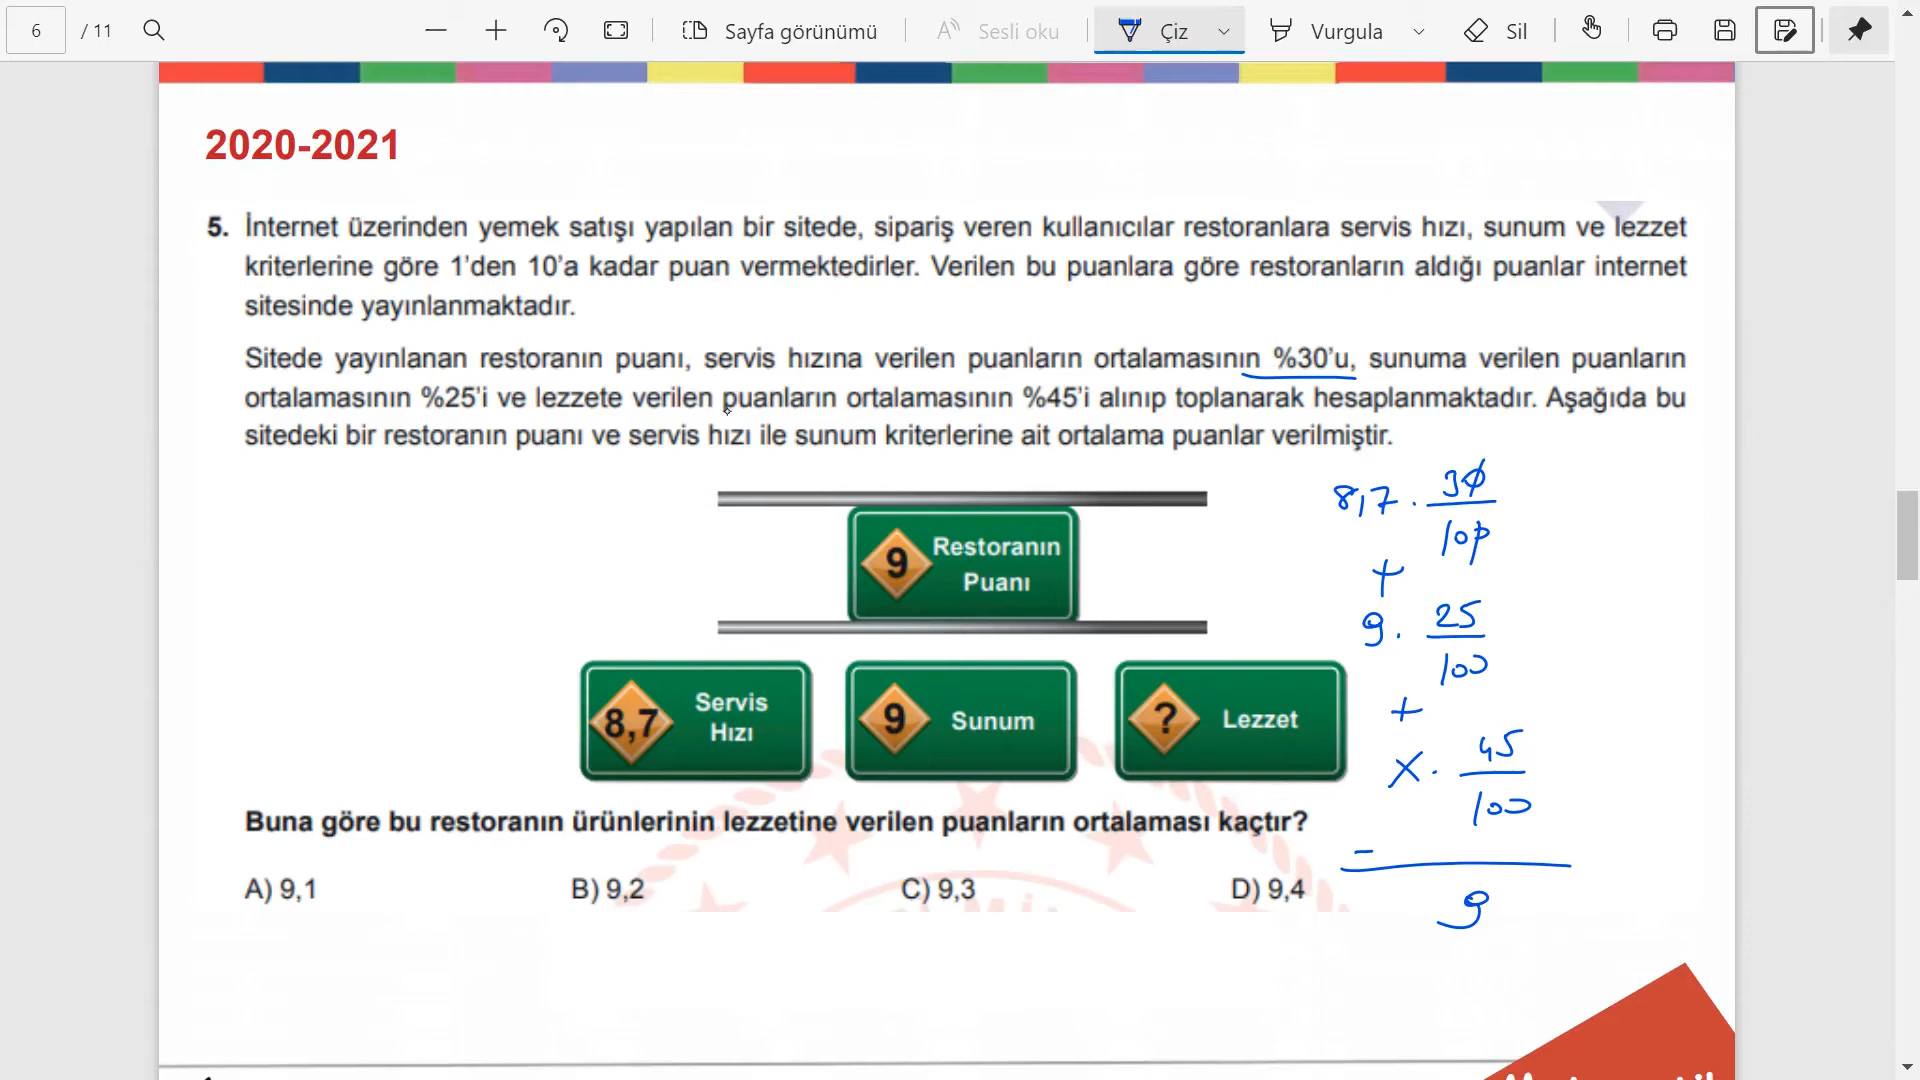 6 / 11 Sayfa görünümü Sesli oku Çiz Vurgula Sil
2020-2021
5. İnternet üzerinden yemek satışı yapılan bir sitede, sipariş veren kullanıcılar restoranlara servis hızı, sunum ve lezzet
kriterlerine göre 1’den 10’a kadar puan vermektedirler. Verilen bu puanlara göre restoranların aldığı puanlar internet
sitesinde yayınlanmaktadır.
Sitede yayınlanan restoranın puanı, servis hızına verilen puanların ortalamasının %30’u, sunuma verilen puanların
ortalamasının %25’i ve lezzete verilen puanların ortalamasının %45’i alınıp toplanarak hesaplanmaktadır. Aşağıda bu
sitedeki bir restoranın puanı ve servis hızı ile sunum kriterlerine ait ortalama puanlar verilmiştir.
9 Restoranın
Puanı
8,7 Servis
Hızı
9 Sunum
? Lezzet
8,7 . 30
100
+
9 . 25
100
+
x . 45
100
=
9
Buna göre bu restoranın ürünlerinin lezzetine verilen puanların ortalaması kaçtır?
A) 9,1 B) 9,2 C) 9,3 D) 9,4